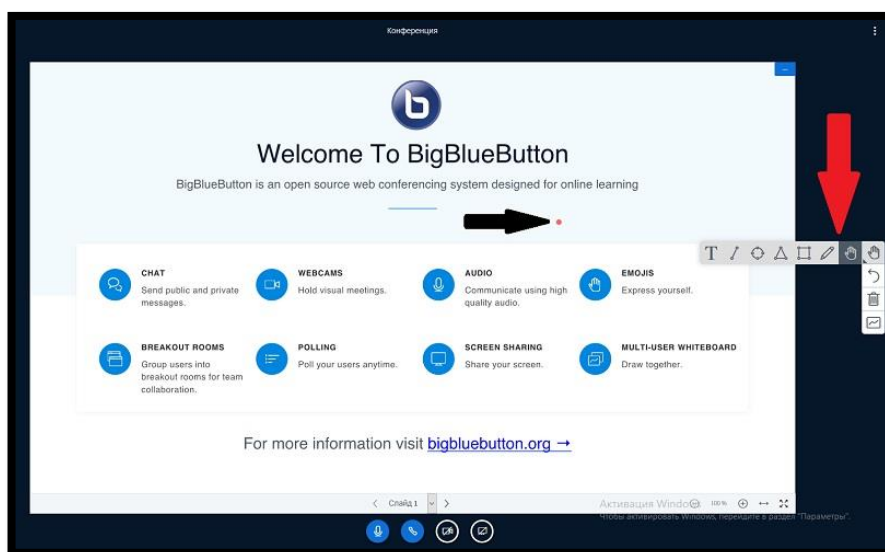 Конференция
Welcome To BigBlueButton
BigBlueButton is an open source web conferencing system designed for online learning
T
CHAT
Send public and private
messages.
WEBCAMS
Hold visual meetings.
AUDIO
Communicate using high
quality audio.
EMOJIS
Express yourself.
BREAKOUT ROOMS
Group users into
breakout rooms for team
collaboration.
POLLING
Poll your users anytime.
SCREEN SHARING
Share your screen.
MULTI-USER WHITEBOARD
Draw together.
For more information visit bigbluebutton.org →
Слайд 1
100 %
Активация Windo
Чтобы активировать Windows, перейдите в раздел "Параметры".